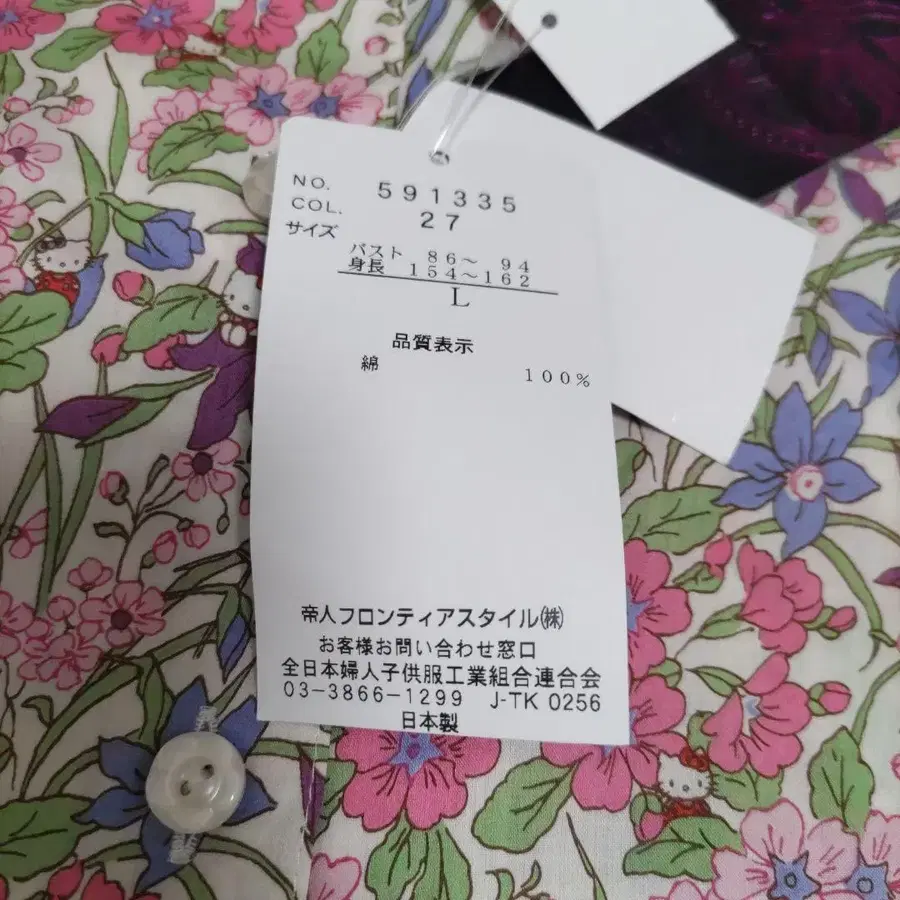 NO. 591335
COL. 27
サイズ
バスト 86～ 94
身長 154～162
L
品質表示
綿 100%
帝人フロンティアスタイル㈱
お客様お問い合わせ窓口
全日本婦人子供服工業組合連合会
03-3866-1299 J-TK 0256
日本製